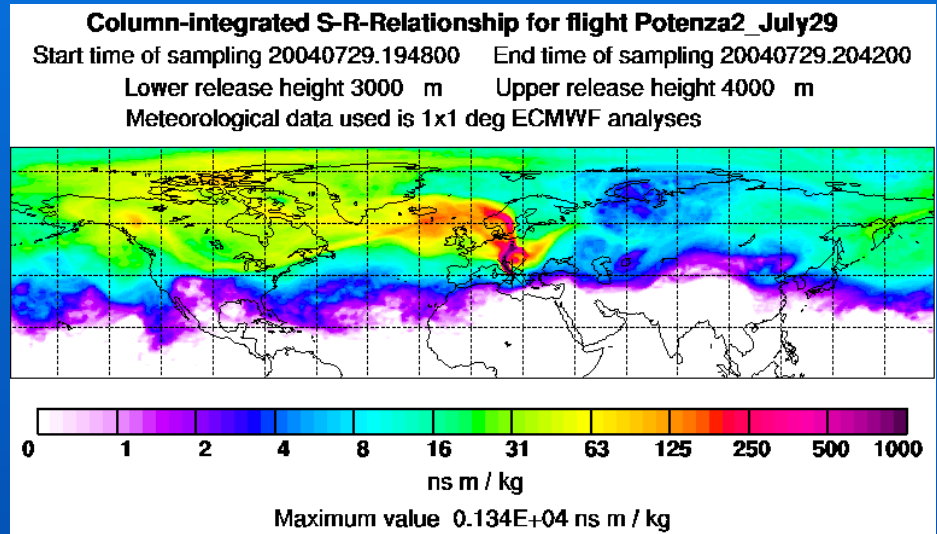 Column-integrated S-R-Relationship for flight Potenza2_July29
Start time of sampling 20040729.194800 End time of sampling 20040729.204200
Lower release height 3000 m Upper release height 4000 m
Meteorological data used is 1x1 deg ECMWF analyses
0 1 2 4 8 16 31 63 125 250 500 1000
ns m / kg
Maximum value 0.134E+04 ns m / kg